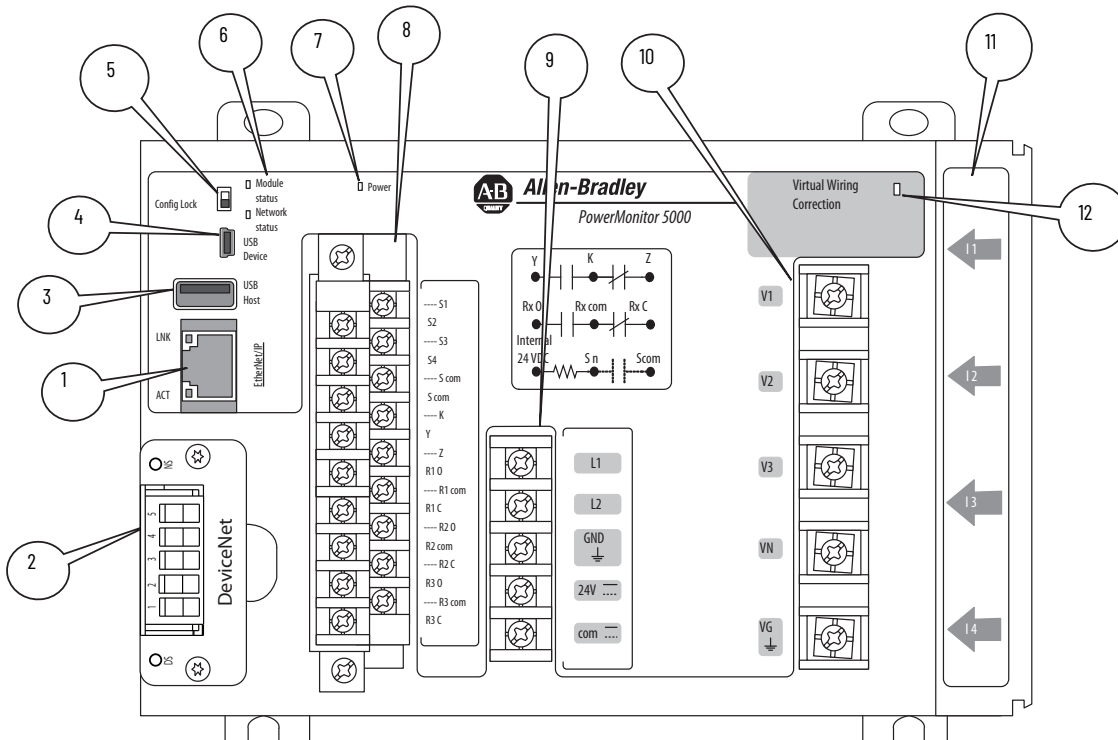 5
6
7
8
9
10
11
Config Lock
Module
status
Network
status
Power
A-B
QUALITY
Allen-Bradley
PowerMonitor 5000
Virtual Wiring
Correction
12
4
USB
Device
3
USB
Host
LNK
ACT
EtherNet/IP
1
---- S1
S2
---- S3
S4
---- S com
S com
---- K
Y
---- Z
R1 O
---- R1 com
R1 C
---- R2 O
R2 com
---- R2 C
R3 O
---- R3 com
R3 C
Y K Z
Rx O Rx com Rx C
Internal
24 VDC S n Scom
L1
L2
GND
24V
com
V1
V2
V3
VN
VG
I1
I2
I3
I4
2
NS
5
4
3
2
1
DeviceNet
DS